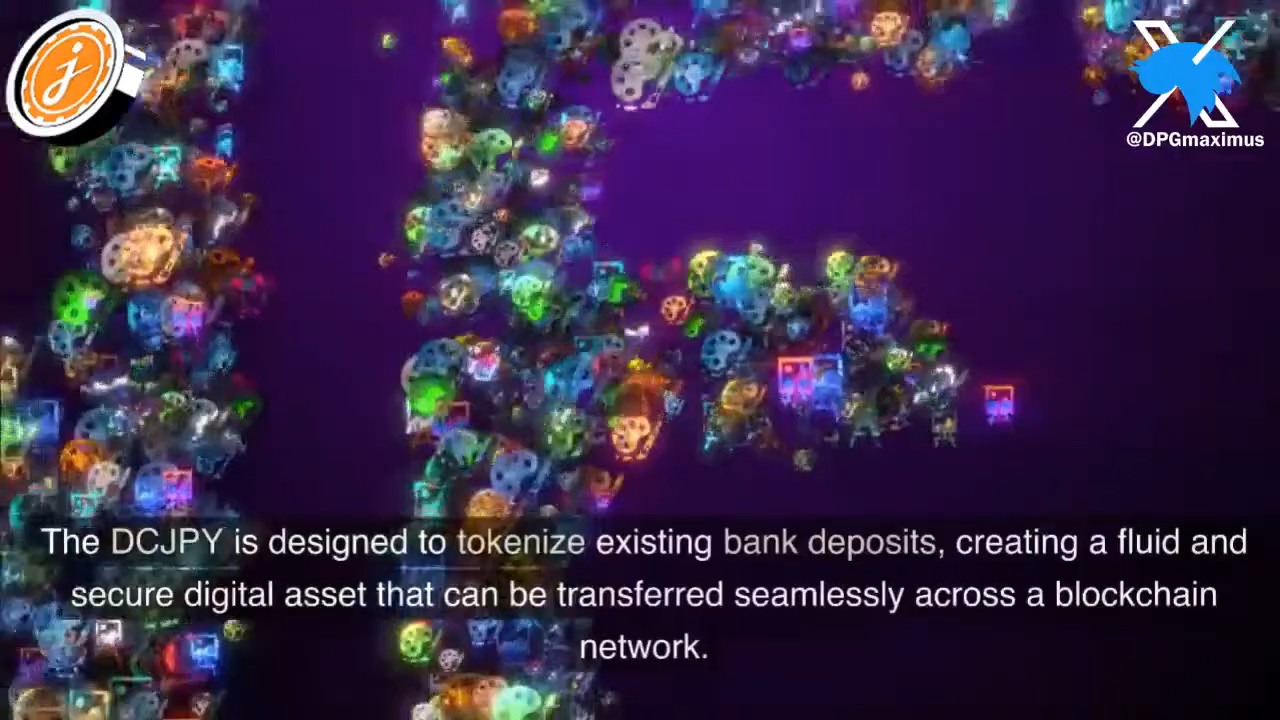 j
@DPGmaximus
The DCJPY is designed to tokenize existing bank deposits, creating a fluid and
secure digital asset that can be transferred seamlessly across a blockchain
network.